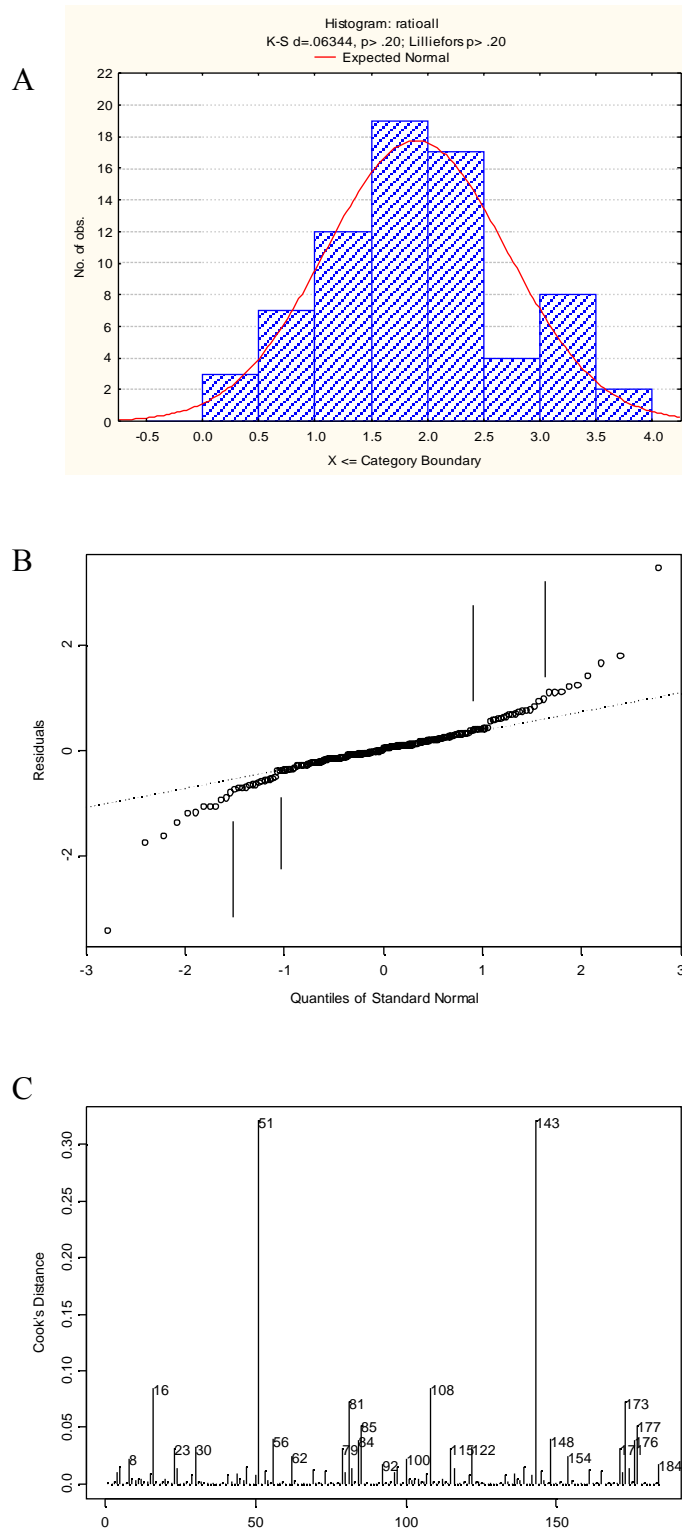 A
Histogram: ratioall
K-S d=.06344, p> .20; Lilliefors p> .20
Expected Normal
No. of obs.
22
20
18
16
14
12
10
8
6
4
2
0
-0.5 0.0 0.5 1.0 1.5 2.0 2.5 3.0 3.5 4.0
X <= Category Boundary
B
Residuals
2
0
-2
-3 -2 -1 0 1 2 3
Quantiles of Standard Normal
C
Cook's Distance
0.30
0.25
0.20
0.15
0.10
0.05
0.0
51 143
16 108
81 173
85 177
56 84 148 176
23 30 79 115 122 171
8 62 100 154
92 184
0 50 100 150